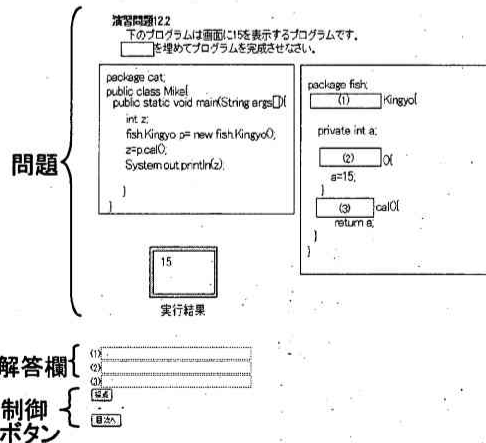 演習問題12.2
下のプログラムは画面に15を表示するプログラムです。
を埋めてプログラムを完成させなさい。
package cat;
public class Mike{
public static void main(String args[]){
int z;
fish.Kingyo p= new fish.Kingyo();
z=p.cal();
System.out.println(z);
}
}
package fish;
(1) Kingyo{
private int a;
(2) (){
a=15;
}
(3) cal(){
return a;
}
}
問題
15
実行結果
解答欄
(1)
(2)
(3)
制御
ボタン
採点
目次へ